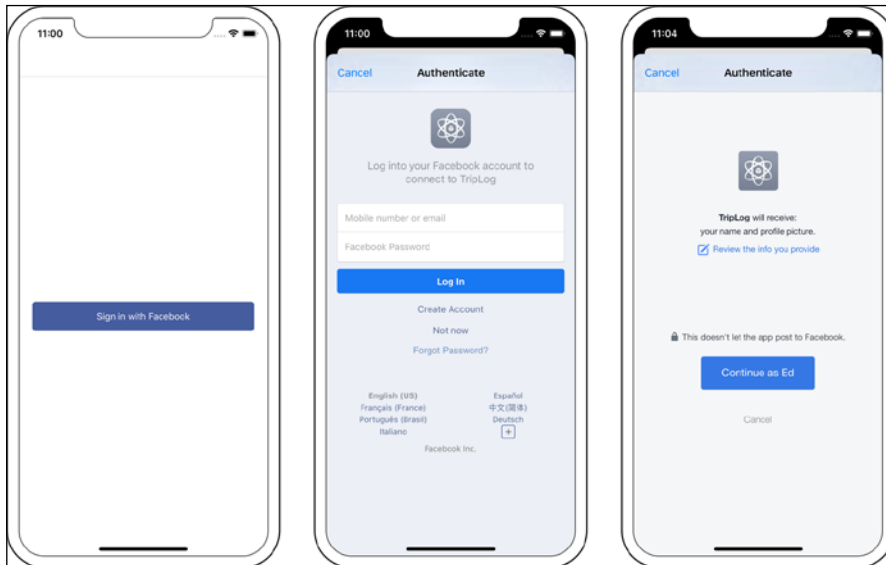 11:00
Sign in with Facebook
11:00
Cancel
Authenticate
Log into your Facebook account to
connect to TripLog
Mobile number or email
Facebook Password
Log In
Create Account
Not now
Forgot Password?
English (US)
Español
Français (France)
中文(简体)
Português (Brasil)
Deutsch
Italiano
Facebook Inc.
11:04
Cancel
Authenticate
TripLog will receive:
your name and profile picture.
Review the info you provide
This doesn't let the app post to Facebook.
Continue as Ed
Cancel